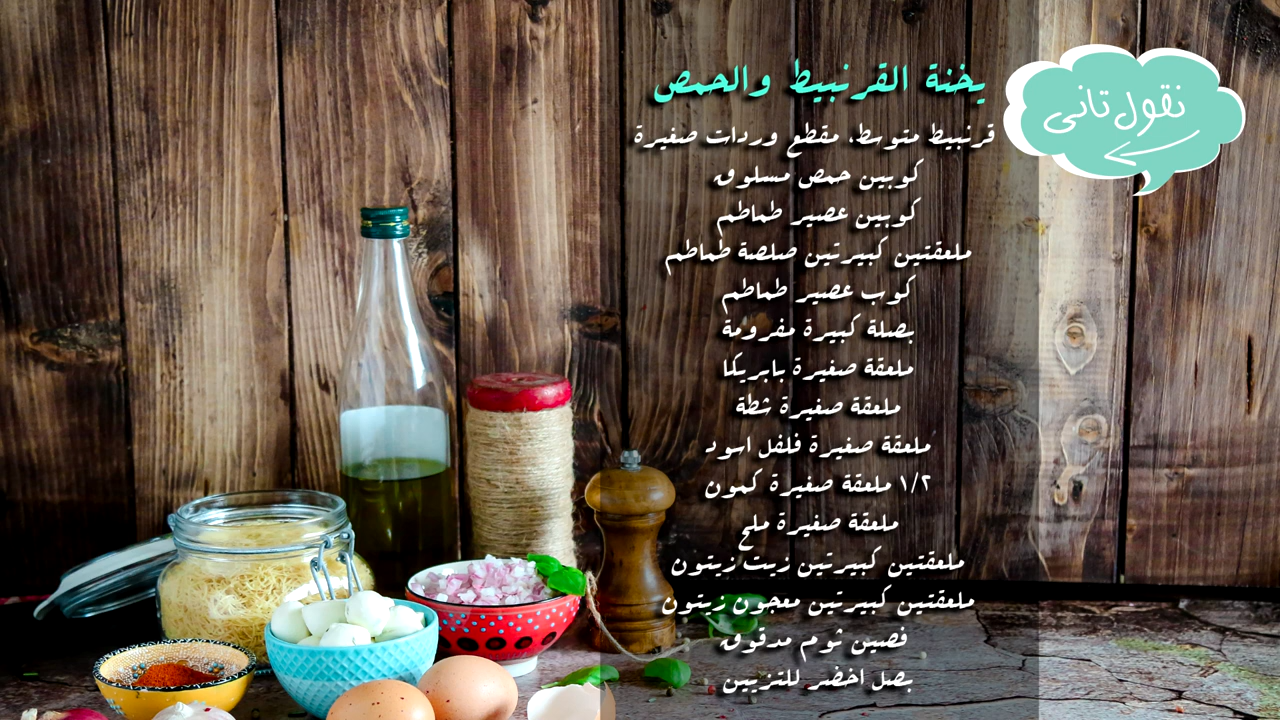 نقول تاني
يخنة القرنبيط والحمص
قرنبيط متوسط، مقطع وردات صغيرة
كوبين حمص مسلوق
كوبين عصير طماطم
ملعقتين كبيرتين صلصة طماطم
كوب عصير طماطم
بصلة كبيرة مفرومة
ملعقة صغيرة بابريكا
ملعقة صغيرة شطة
ملعقة صغيرة فلفل اسود
١/٢ ملعقة صغيرة كمون
ملعقة صغيرة ملح
ملعقتين كبيرتين زيت زيتون
ملعقتين كبيرتين معجون زيتون
فصين ثوم مدقوق
بصل اخضر للتزيين